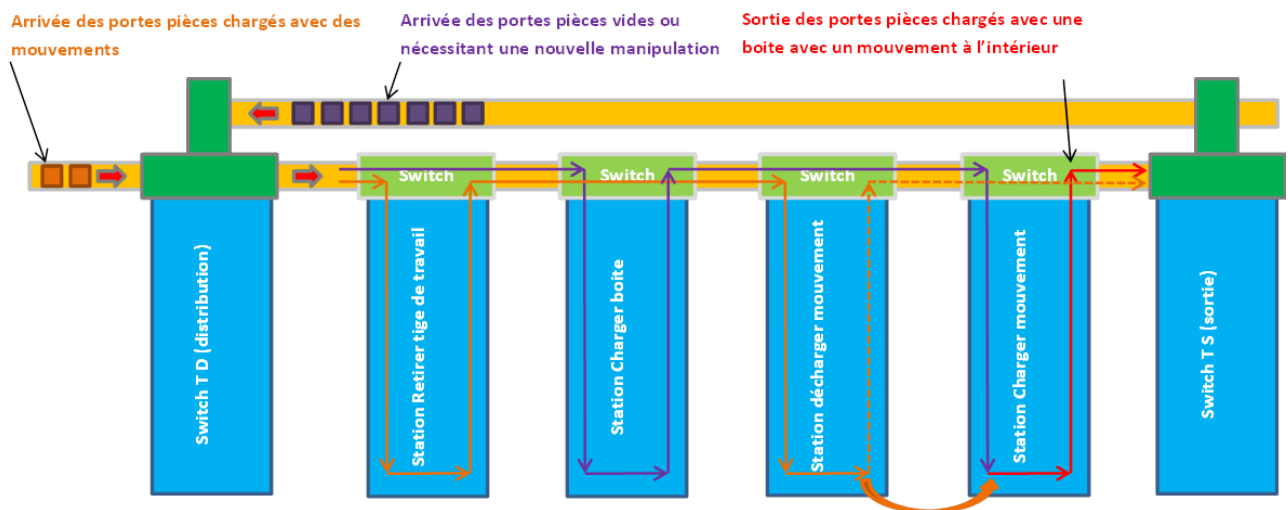 Arrivée des portes pièces chargés avec des
mouvements
Arrivée des portes pièces vides ou
nécessitant une nouvelle manipulation
Sortie des portes pièces chargés avec une
boite avec un mouvement à l'intérieur
Switch
Switch
Switch
Switch
Switch T D (distribution)
Station Retirer tige de travail
Station Charger boite
Station décharger mouvement
Station Charger mouvement
Switch T S (sortie)